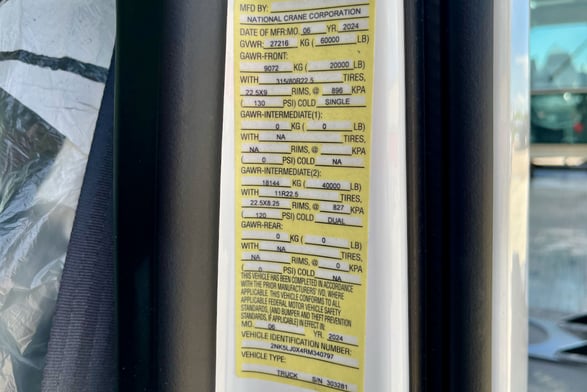 MFD BY:
NATIONAL CRANE CORPORATION
DATE OF MFR:MO. 06 YR. 2024
GVWR: 27216 KG ( 60000 LB)
GAWR-FRONT:
9072 KG ( 20000 LB)
WITH 315/80R22.5 TIRES,
22.5X9 RIMS, @ 896 KPA
( 130 PSI) COLD SINGLE
GAWR-INTERMEDIATE(1):
0 KG ( 0 LB)
WITH NA TIRES,
NA RIMS, @ KPA
( 0 PSI) COLD NA
GAWR-INTERMEDIATE(2):
18144 KG ( 40000 LB)
WITH 11R22.5 TIRES,
22.5X8.25 RIMS, @ 827 KPA
( 120 PSI) COLD DUAL
GAWR-REAR:
0 KG ( 0 LB)
WITH NA TIRES,
NA RIMS, @ 0 KPA
( 0 PSI) COLD NA
THIS VEHICLE HAS BEEN COMPLETED IN ACCORDANCE
WITH THE PRIOR MANUFACTURERS' IVD, WHERE
APPLICABLE. THIS VEHICLE CONFORMS TO ALL
APPLICABLE FEDERAL MOTOR VEHICLE SAFETY
STANDARDS, (AND BUMPER AND THEFT PREVENTION
STANDARDS, IF APPLICABLE) IN EFFECT IN:
MO. 06 YR. 2024
VEHICLE IDENTIFICATION NUMBER:
2NK5LJ0X4RM340797
VEHICLE TYPE:
TRUCK S/N 303281